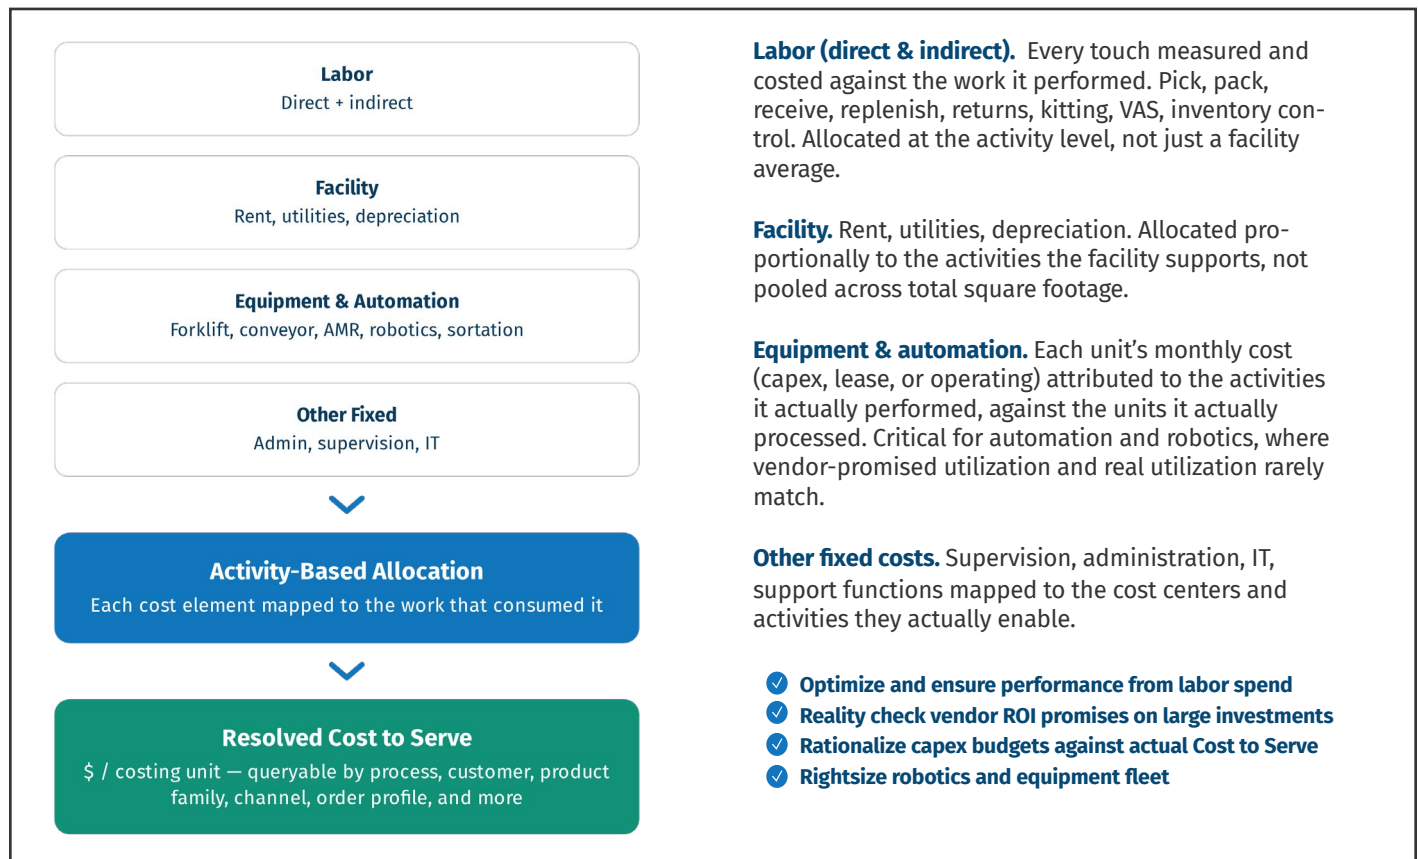 Labor
Direct + indirect
Facility
Rent, utilities, depreciation
Equipment & Automation
Forklift, conveyor, AMR, robotics, sortation
Other Fixed
Admin, supervision, IT
Activity-Based Allocation
Each cost element mapped to the work that consumed it
Resolved Cost to Serve
$ / costing unit — queryable by process, customer, product
family, channel, order profile, and more
Labor (direct & indirect). Every touch measured and
costed against the work it performed. Pick, pack,
receive, replenish, returns, kitting, VAS, inventory con-
trol. Allocated at the activity level, not just a facility
average.
Facility. Rent, utilities, depreciation. Allocated pro-
portionally to the activities the facility supports, not
pooled across total square footage.
Equipment & automation. Each unit’s monthly cost
(capex, lease, or operating) attributed to the activities
it actually performed, against the units it actually
processed. Critical for automation and robotics, where
vendor-promised utilization and real utilization rarely
match.
Other fixed costs. Supervision, administration, IT,
support functions mapped to the cost centers and
activities they actually enable.
Optimize and ensure performance from labor spend
Reality check vendor ROI promises on large investments
Rationalize capex budgets against actual Cost to Serve
Rightsize robotics and equipment fleet